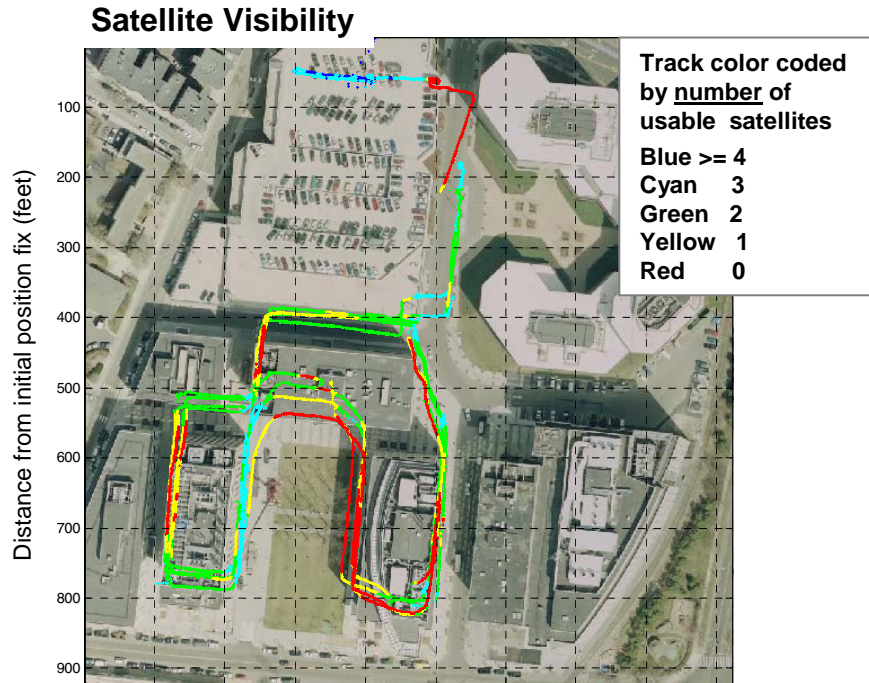 Satellite Visibility
Track color coded
by number of
usable satellites
Blue >= 4
Cyan 3
Green 2
Yellow 1
Red 0
Distance from initial position fix (feet)
100
200
300
400
500
600
700
800
900